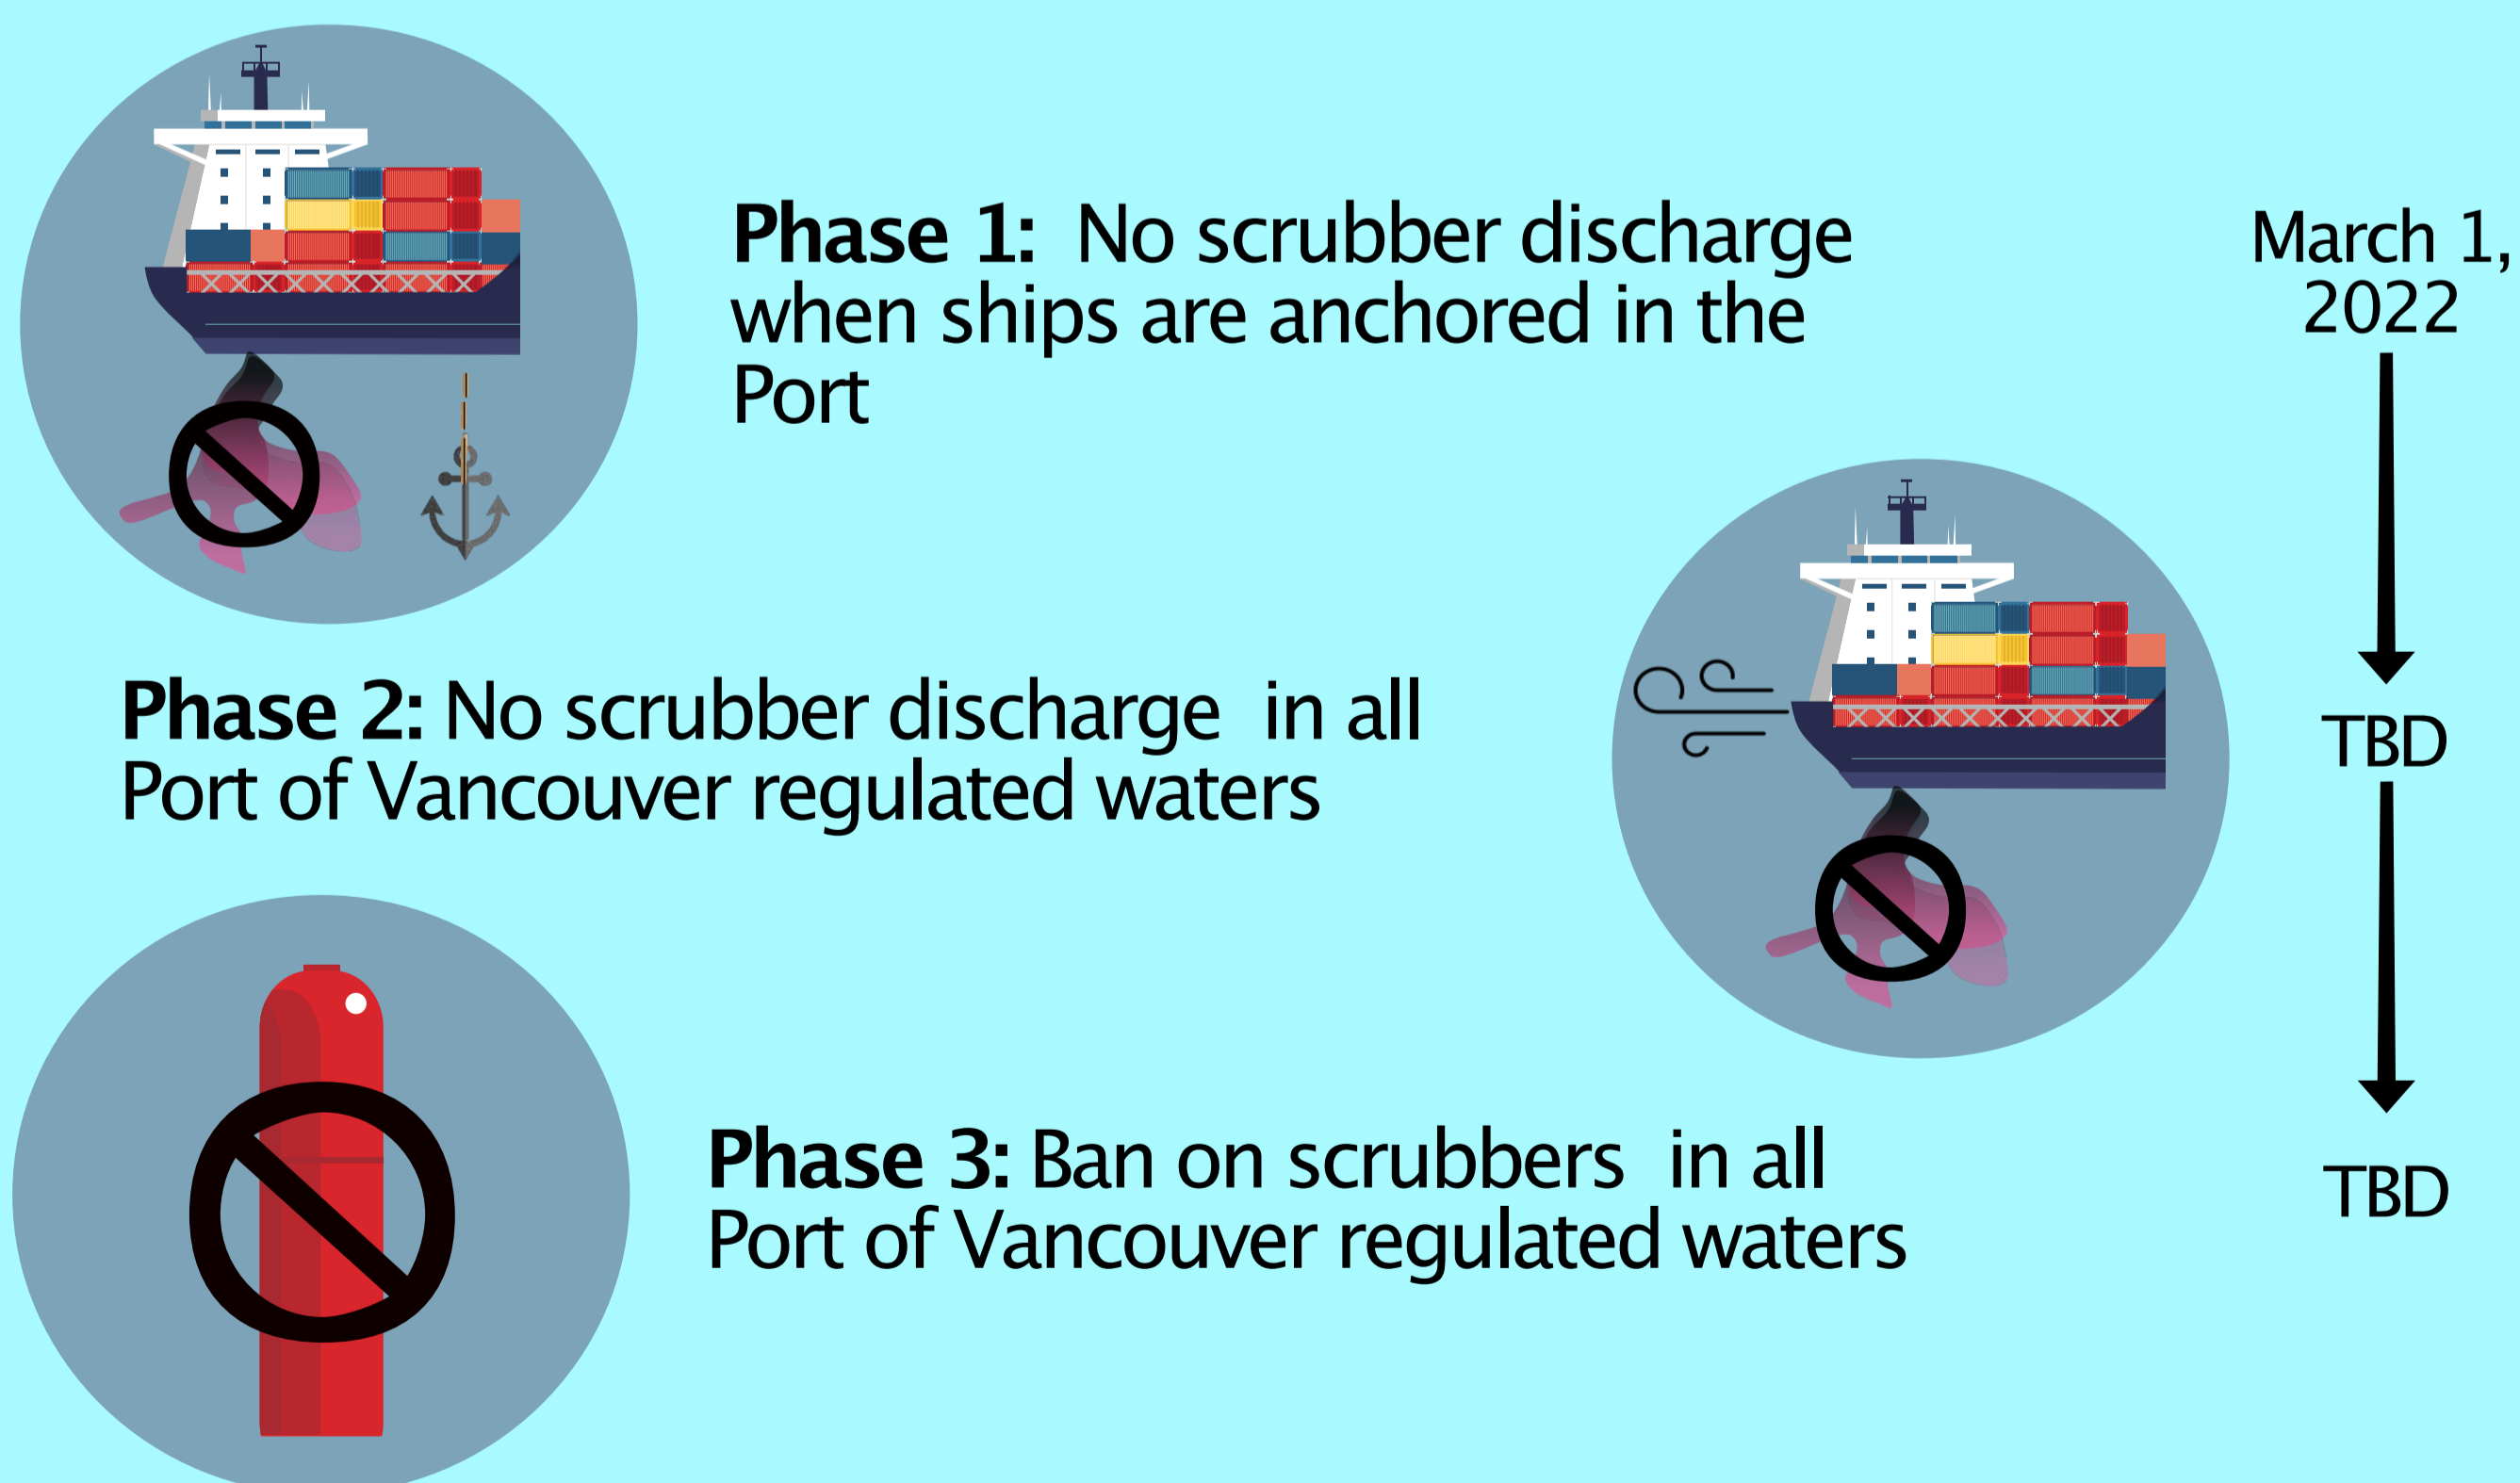 Phase 1: No scrubber discharge
when ships are anchored in the
Port
March 1,
2022
Phase 2: No scrubber discharge in all
Port of Vancouver regulated waters
TBD
Phase 3: Ban on scrubbers in all
Port of Vancouver regulated waters
TBD